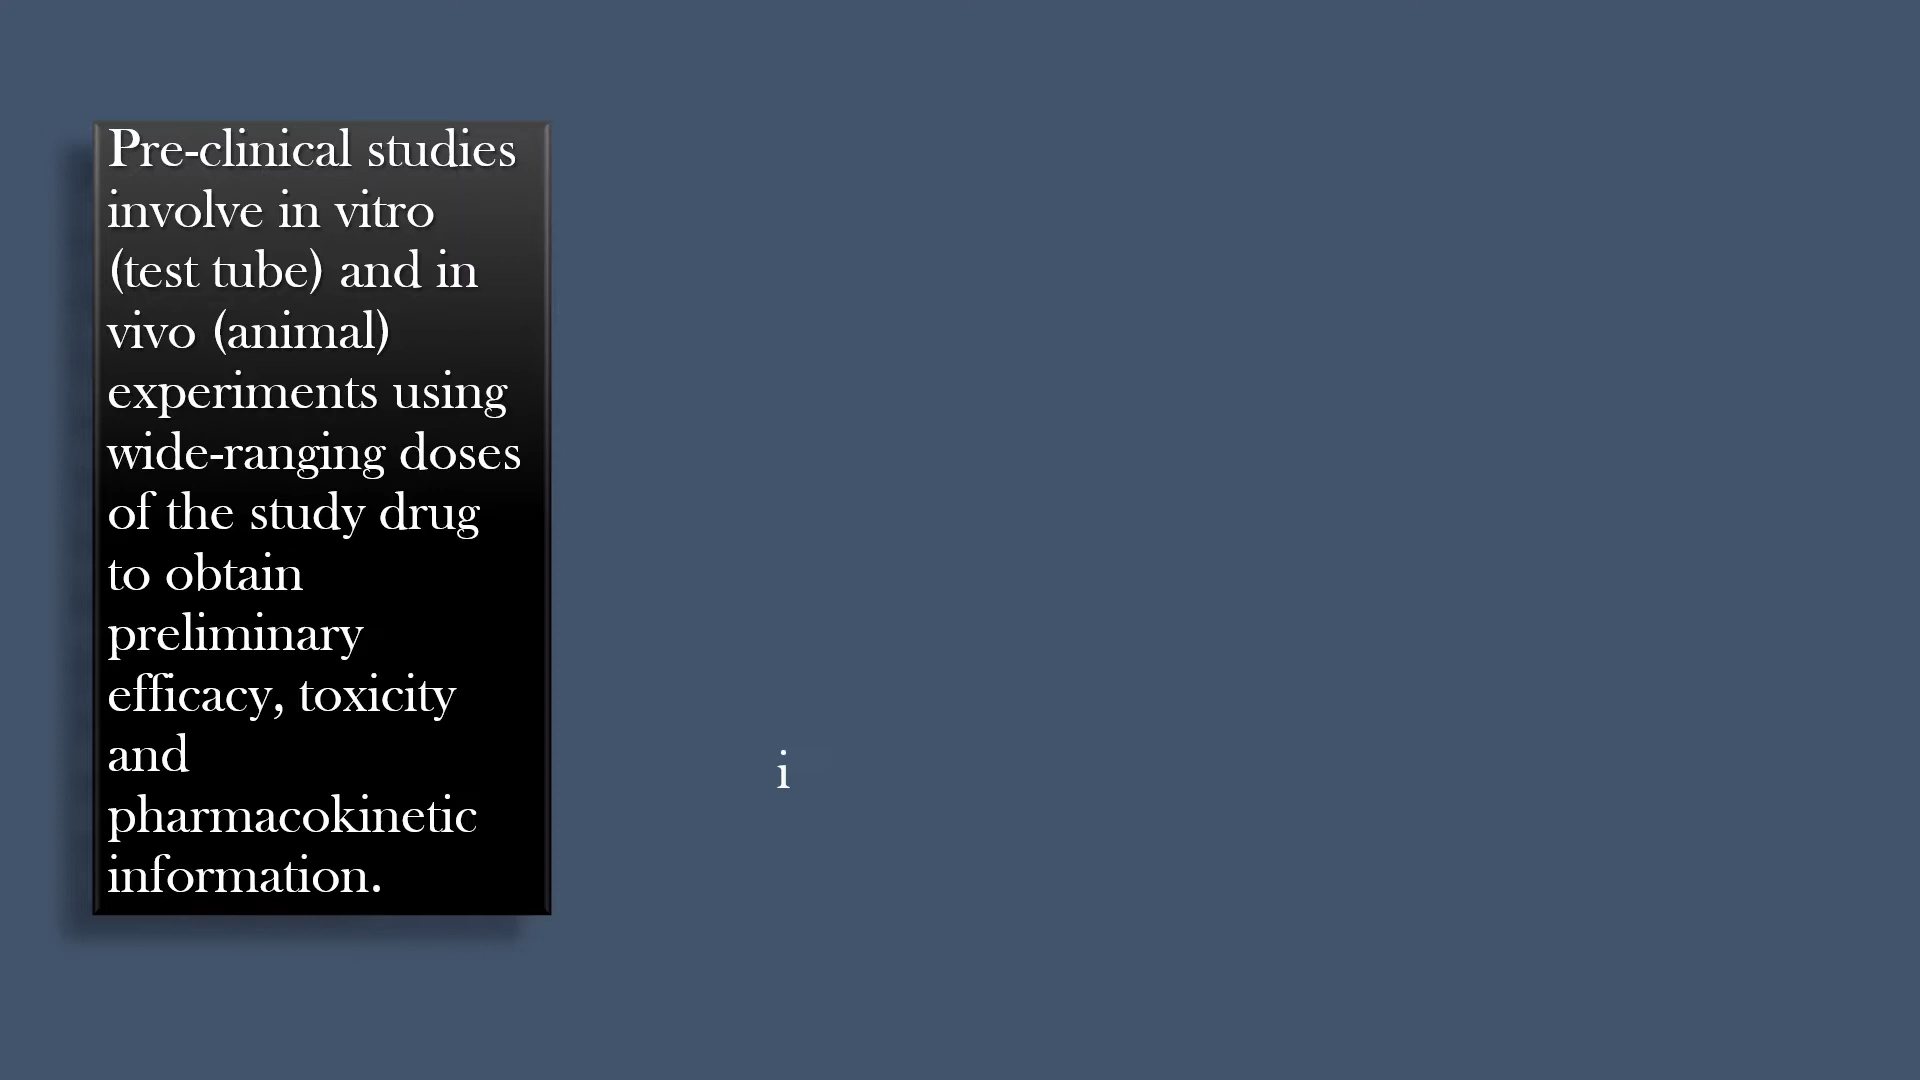 Pre-clinical studies
involve in vitro
(test tube) and in
vivo (animal)
experiments using
wide-ranging doses
of the study drug
to obtain
preliminary
efficacy, toxicity
and
pharmacokinetic
information.
i